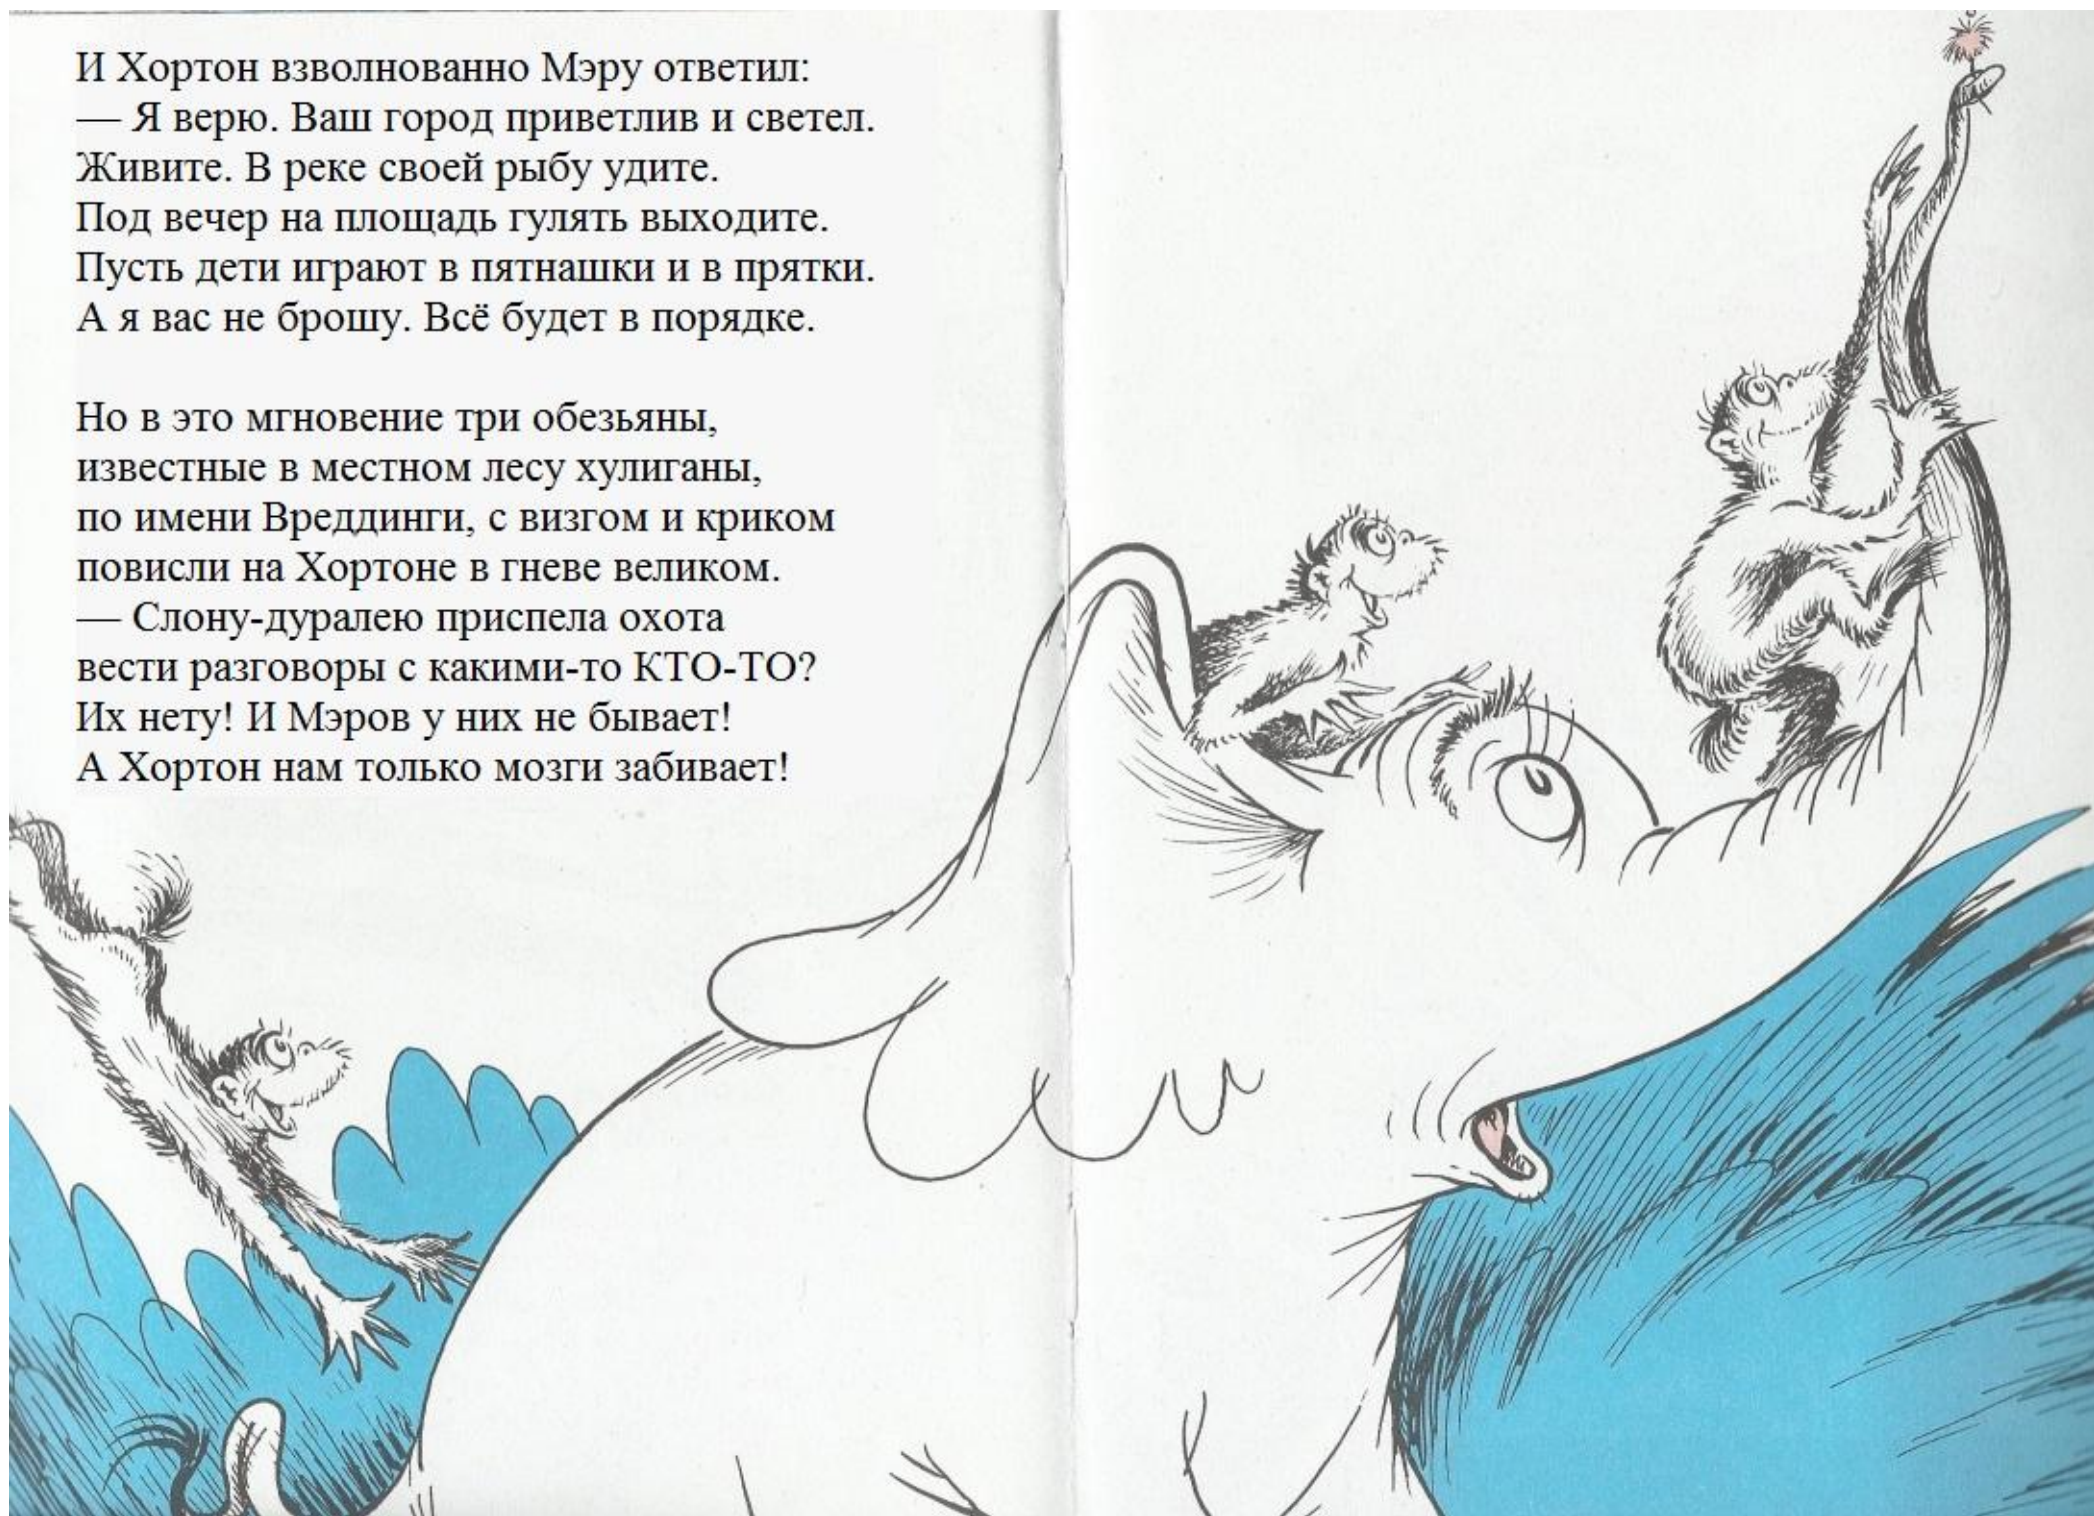 И Хортон взволнованно Мэру ответил:
— Я верю. Ваш город приветлив и светел.
Живите. В реке своей рыбу удите.
Под вечер на площадь гулять выходите.
Пусть дети играют в пятнашки и в прятки.
А я вас не брошу. Всё будет в порядке.
Но в это мгновение три обезьяны,
известные в местном лесу хулиганы,
по имени Вреддинги, с визгом и криком
повисли на Хортоне в гневе великом.
— Слону-дуралею приспела охота
вести разговоры с какими-то КТО-ТО?
Их нету! И Мэров у них не бывает!
А Хортон нам только мозги забивает!